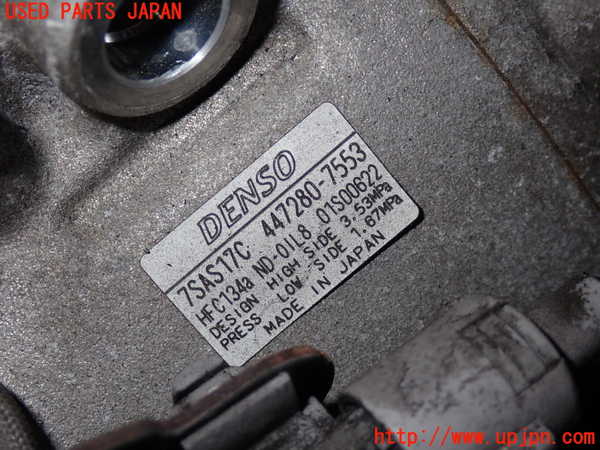 USED PARTS JAPAN
DENSO
7SAS17C 447280-7553
HFC134a ND-OIL8 01S00622
DESIGN HIGH SIDE 3.53MPa
PRESS. LOW SIDE 1.67MPa
MADE IN JAPAN
http://www.upjpn.com/